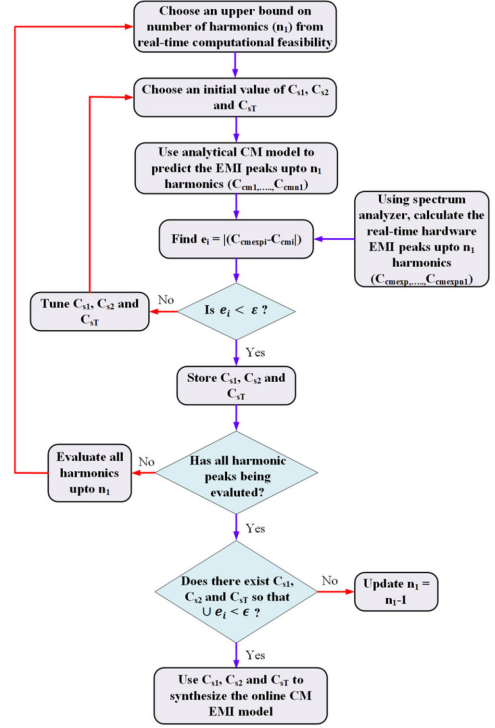 Choose an upper bound on
number of harmonics (n1) from
real-time computational feasibility
Choose an initial value of Cs1, Cs2
and CsT
Use analytical CM model to
predict the EMI peaks upto n1
harmonics (Ccm1,.....,Ccmn1)
Using spectrum
analyzer, calculate the
real-time hardware
EMI peaks upto n1
harmonics
(Ccmexp,.....,Ccmexpn1)
Find ei = |(Ccmexpi-Ccmi|)
Tune Cs1, Cs2 and
CsT
No
Is ei < ε ?
Yes
Store Cs1, Cs2 and
CsT
Evaluate all
harmonics
upto n1
No
Has all harmonic
peaks being
evaluted?
Yes
Does there exist Cs1,
Cs2 and CsT so that
∪ ei < ϵ ?
No
Update n1 =
n1-1
Yes
Use Cs1, Cs2 and CsT to
synthesize the online CM
EMI model